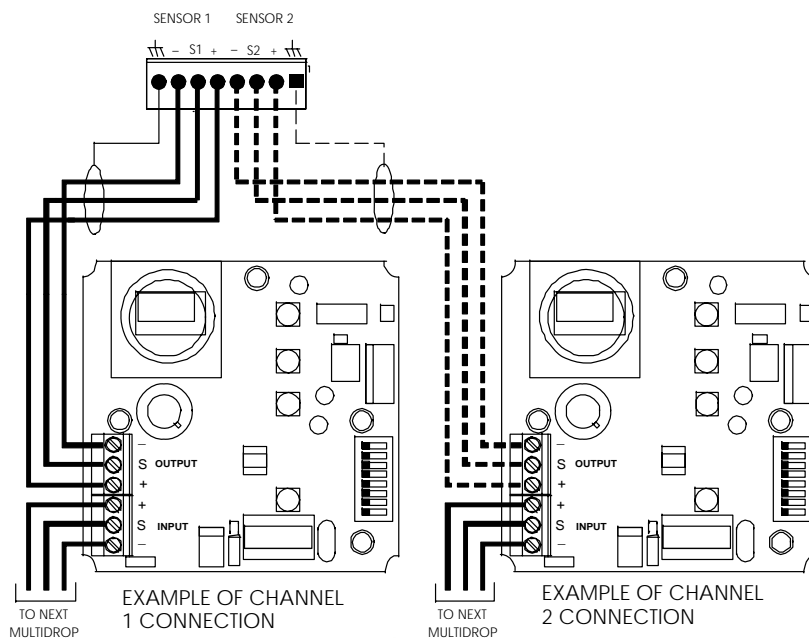 SENSOR 1 SENSOR 2
− S1 + − S2 +
−
S OUTPUT
+
+
S INPUT
−
−
S OUTPUT
+
+
S INPUT
−
TO NEXT
MULTIDROP
EXAMPLE OF CHANNEL
1 CONNECTION
TO NEXT
MULTIDROP
EXAMPLE OF CHANNEL
2 CONNECTION